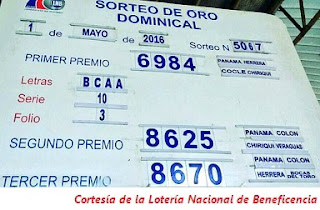 LNB
SORTEO DE ORO
DOMINICAL
1 de MAYO de 2016 Sorteo N 5067
PRIMER PREMIO 6984 PANAMA HERRERA
COCLE CHIRIQUI
Letras BCAA
Serie 10
Folio 3
SEGUNDO PREMIO 8625 PANAMA COLON
CHIRIQUI VERAGUAS
TERCER PREMIO 8670 PANAMA COLON
HERRERA BOCAS DEL TORO
Cortesía de la Lotería Nacional de Beneficencia